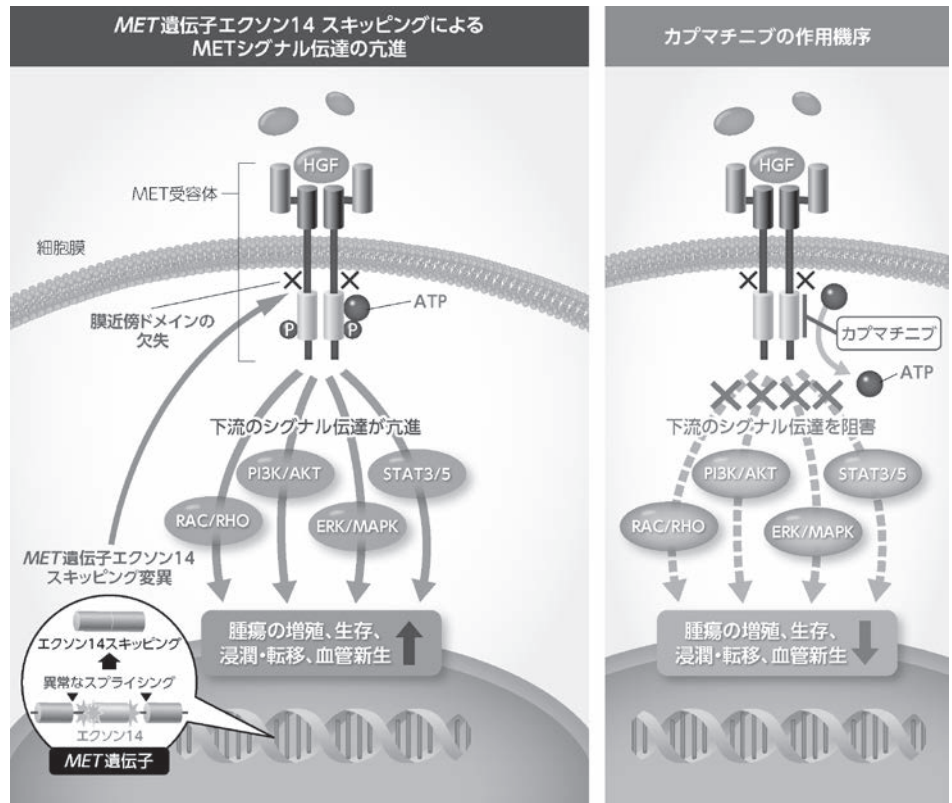 MET遺伝子エクソン14 スキッピングによる
METシグナル伝達の亢進
HGF
MET受容体
細胞膜
膜近傍ドメインの
欠失
ATP
P
P
下流のシグナル伝達が亢進
PI3K/AKT
STAT3/5
RAC/RHO
ERK/MAPK
MET遺伝子エクソン14
スキッピング変異
腫瘍の増殖、生存、
浸潤・転移、血管新生
エクソン14スキッピング
異常なスプライシング
エクソン14
MET遺伝子
カプマチニブの作用機序
HGF
カプマチニブ
ATP
下流のシグナル伝達を阻害
PI3K/AKT
STAT3/5
RAC/RHO
ERK/MAPK
腫瘍の増殖、生存、
浸潤・転移、血管新生